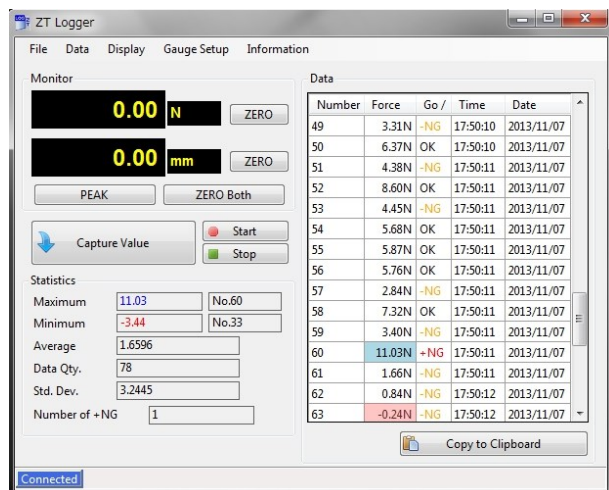 ZT Logger
File Data Display Gauge Setup Information
Monitor
0.00 N ZERO
0.00 mm ZERO
PEAK ZERO Both
Capture Value
Start
Stop
Statistics
Maximum 11.03 No.60
Minimum -3.44 No.33
Average 1.6596
Data Qty. 78
Std. Dev. 3.2445
Number of +NG 1
Data
Number Force Go / Time Date
49 3.31N -NG 17:50:10 2013/11/07
50 6.37N OK 17:50:10 2013/11/07
51 4.38N -NG 17:50:11 2013/11/07
52 8.60N OK 17:50:11 2013/11/07
53 4.45N -NG 17:50:11 2013/11/07
54 5.68N OK 17:50:11 2013/11/07
55 5.87N OK 17:50:11 2013/11/07
56 5.76N OK 17:50:11 2013/11/07
57 2.84N -NG 17:50:11 2013/11/07
58 7.32N OK 17:50:11 2013/11/07
59 3.40N -NG 17:50:11 2013/11/07
60 11.03N +NG 17:50:11 2013/11/07
61 1.66N -NG 17:50:11 2013/11/07
62 0.84N -NG 17:50:12 2013/11/07
63 -0.24N -NG 17:50:12 2013/11/07
Copy to Clipboard
Connected